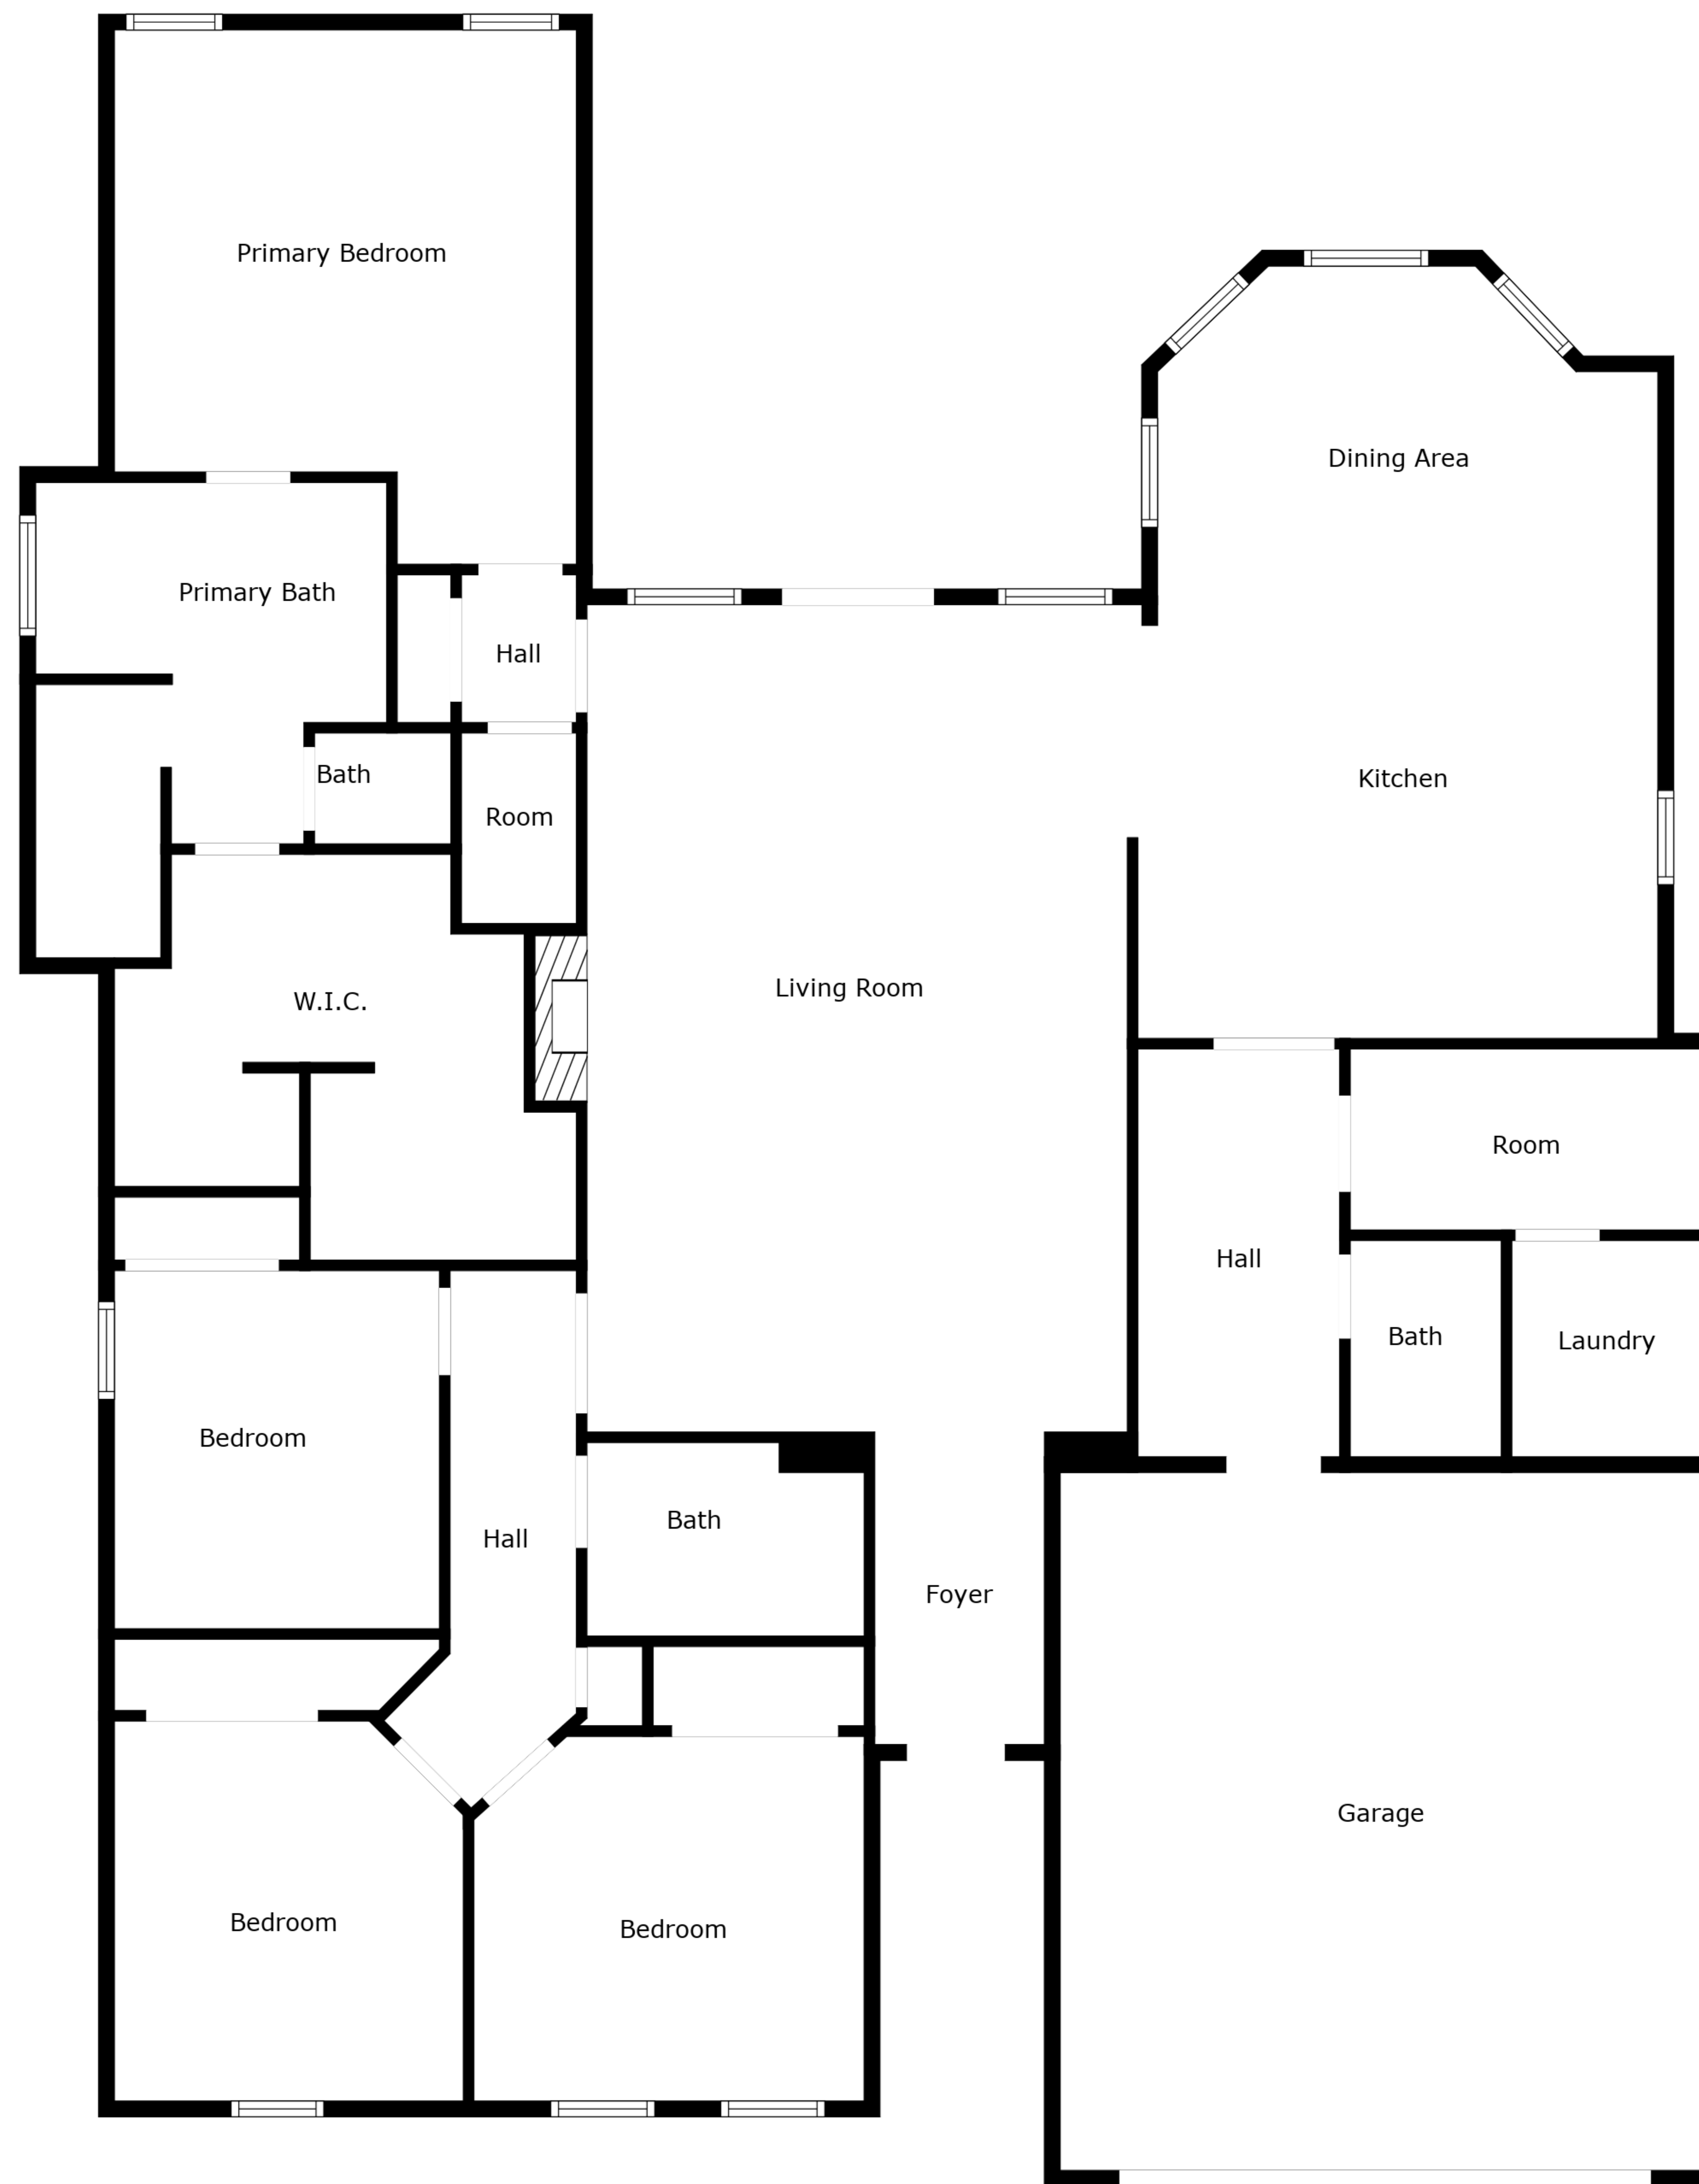 Primary Bedroom
Dining Area
Primary Bath
Hall
Bath
Kitchen
Room
Living Room
W.I.C.
Room
Hall
Bath
Laundry
Bedroom
Bath
Hall
Foyer
Garage
Bedroom
Bedroom